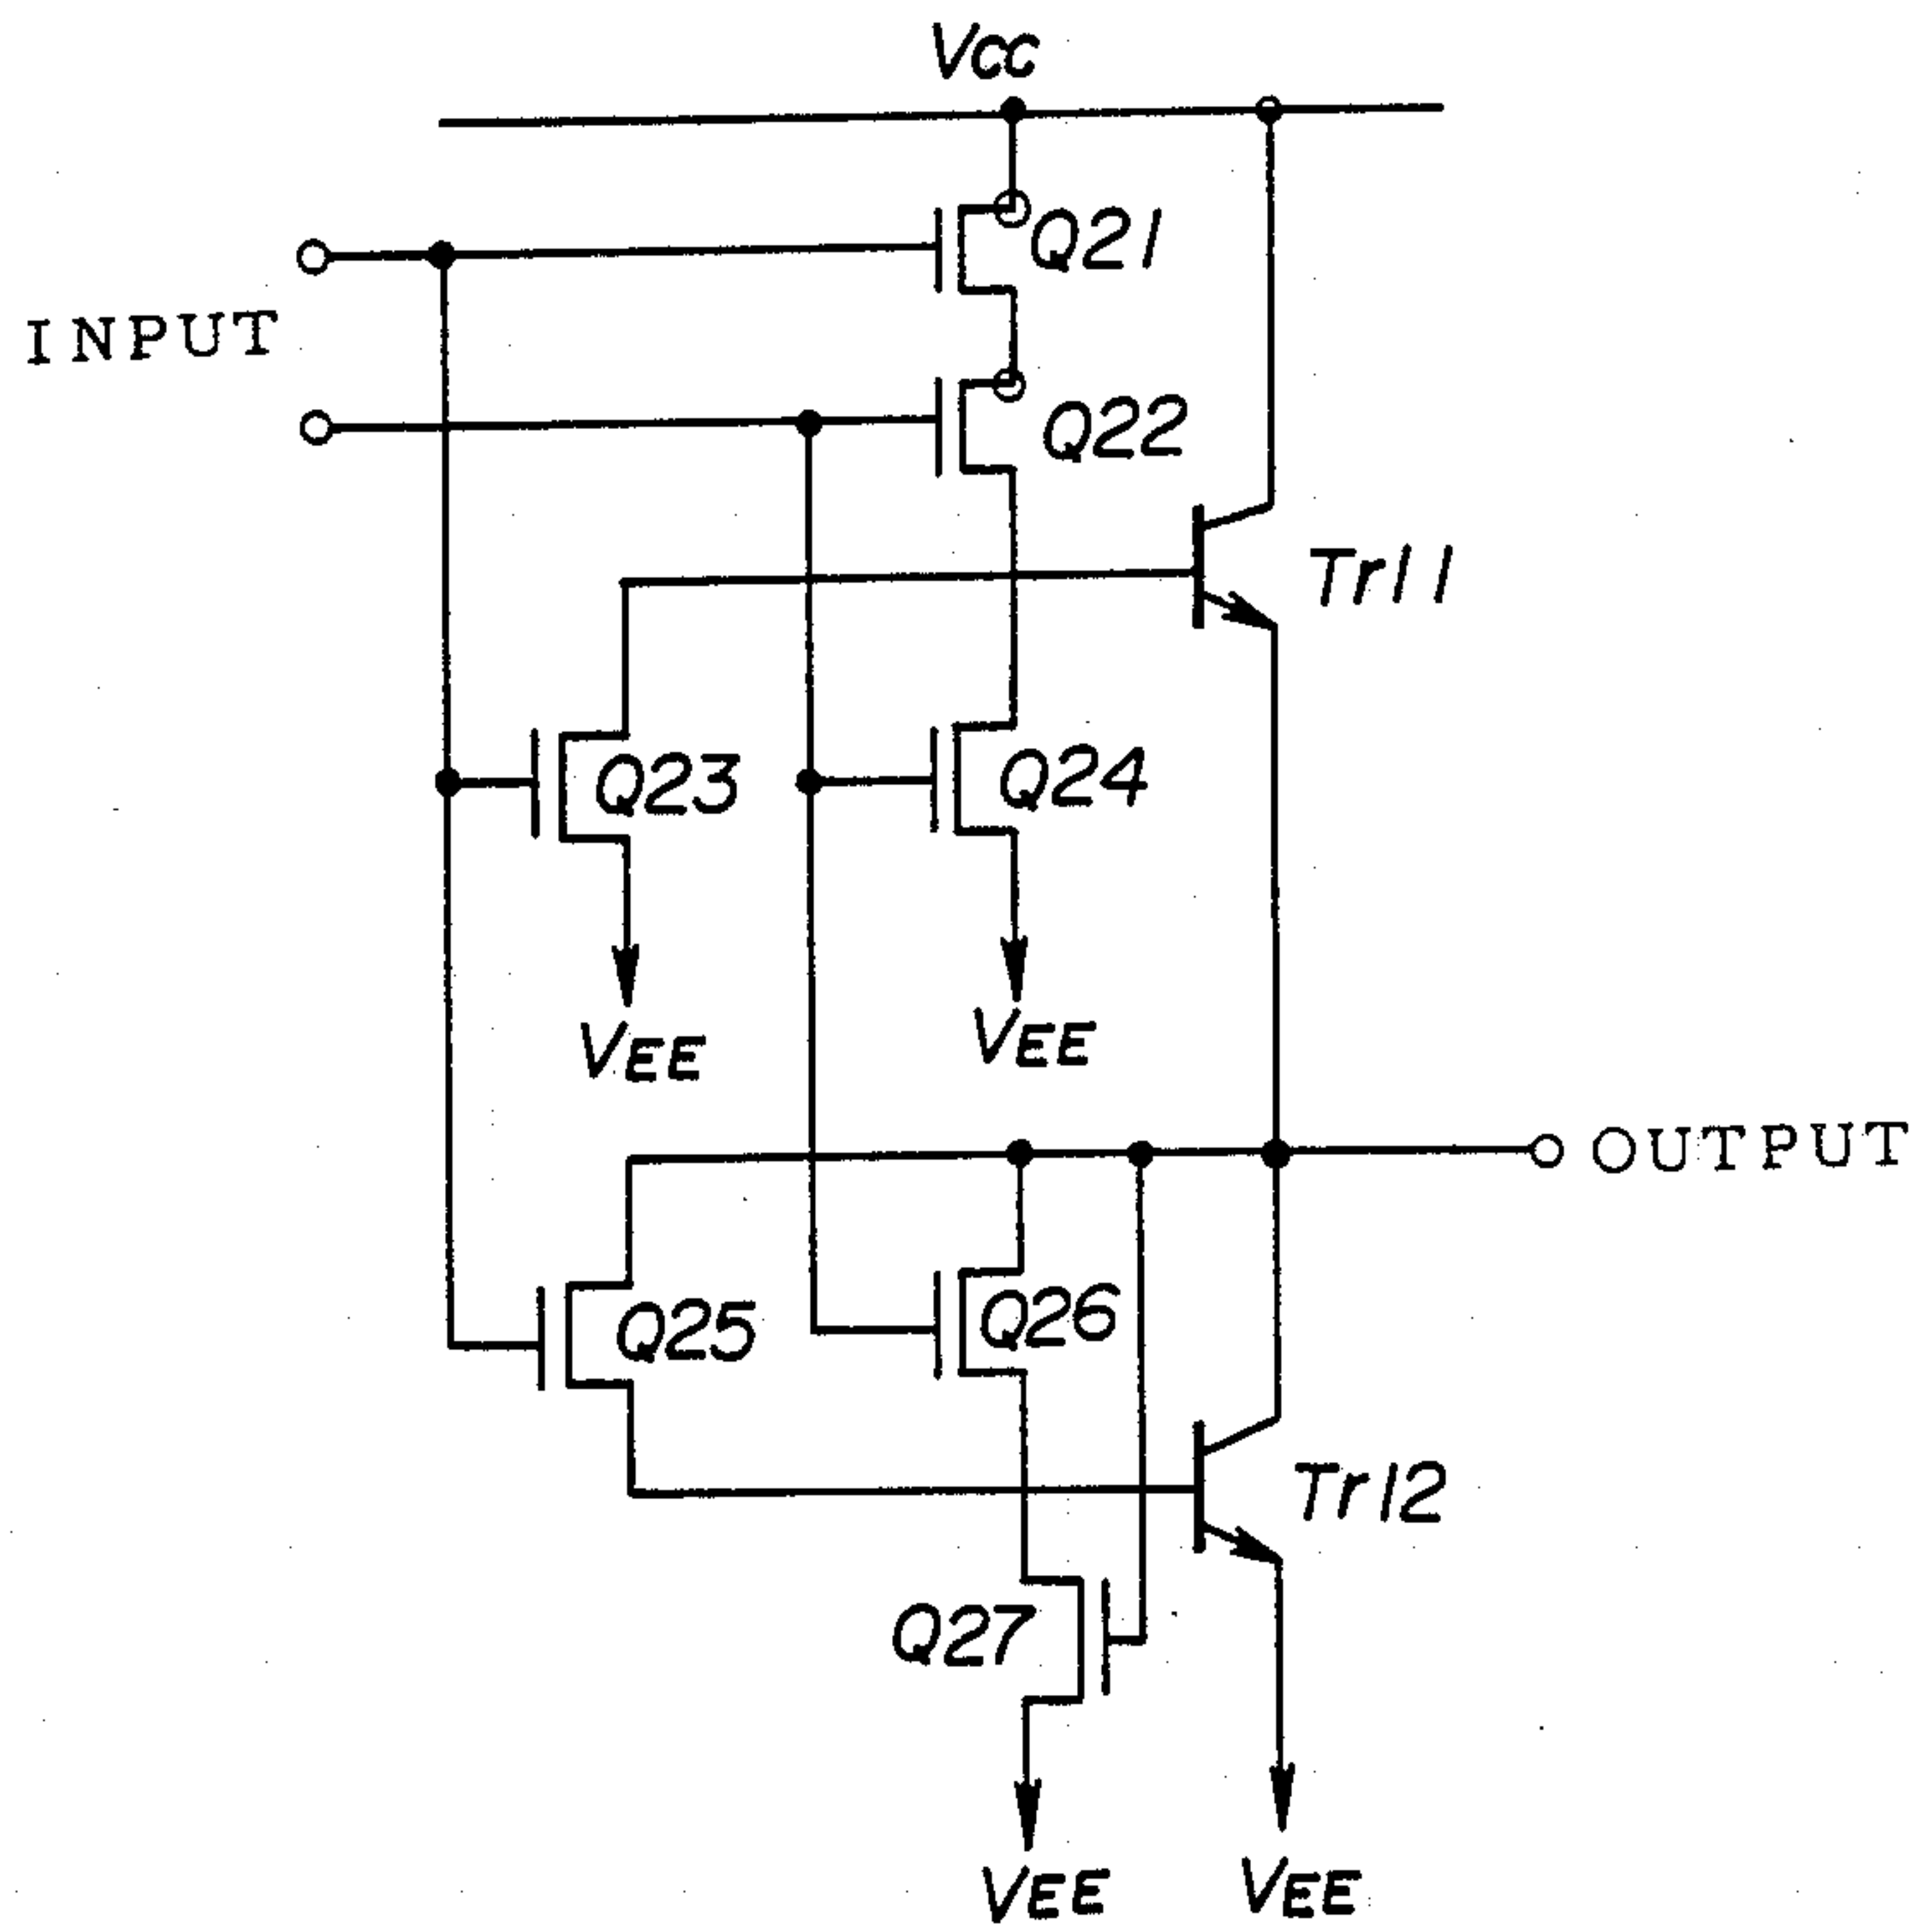 VCC
Q21
INPUT
Q22
Tr11
Q23
Q24
VEE
VEE
OUTPUT
Q25
Q26
Tr12
Q27
VEE
VEE